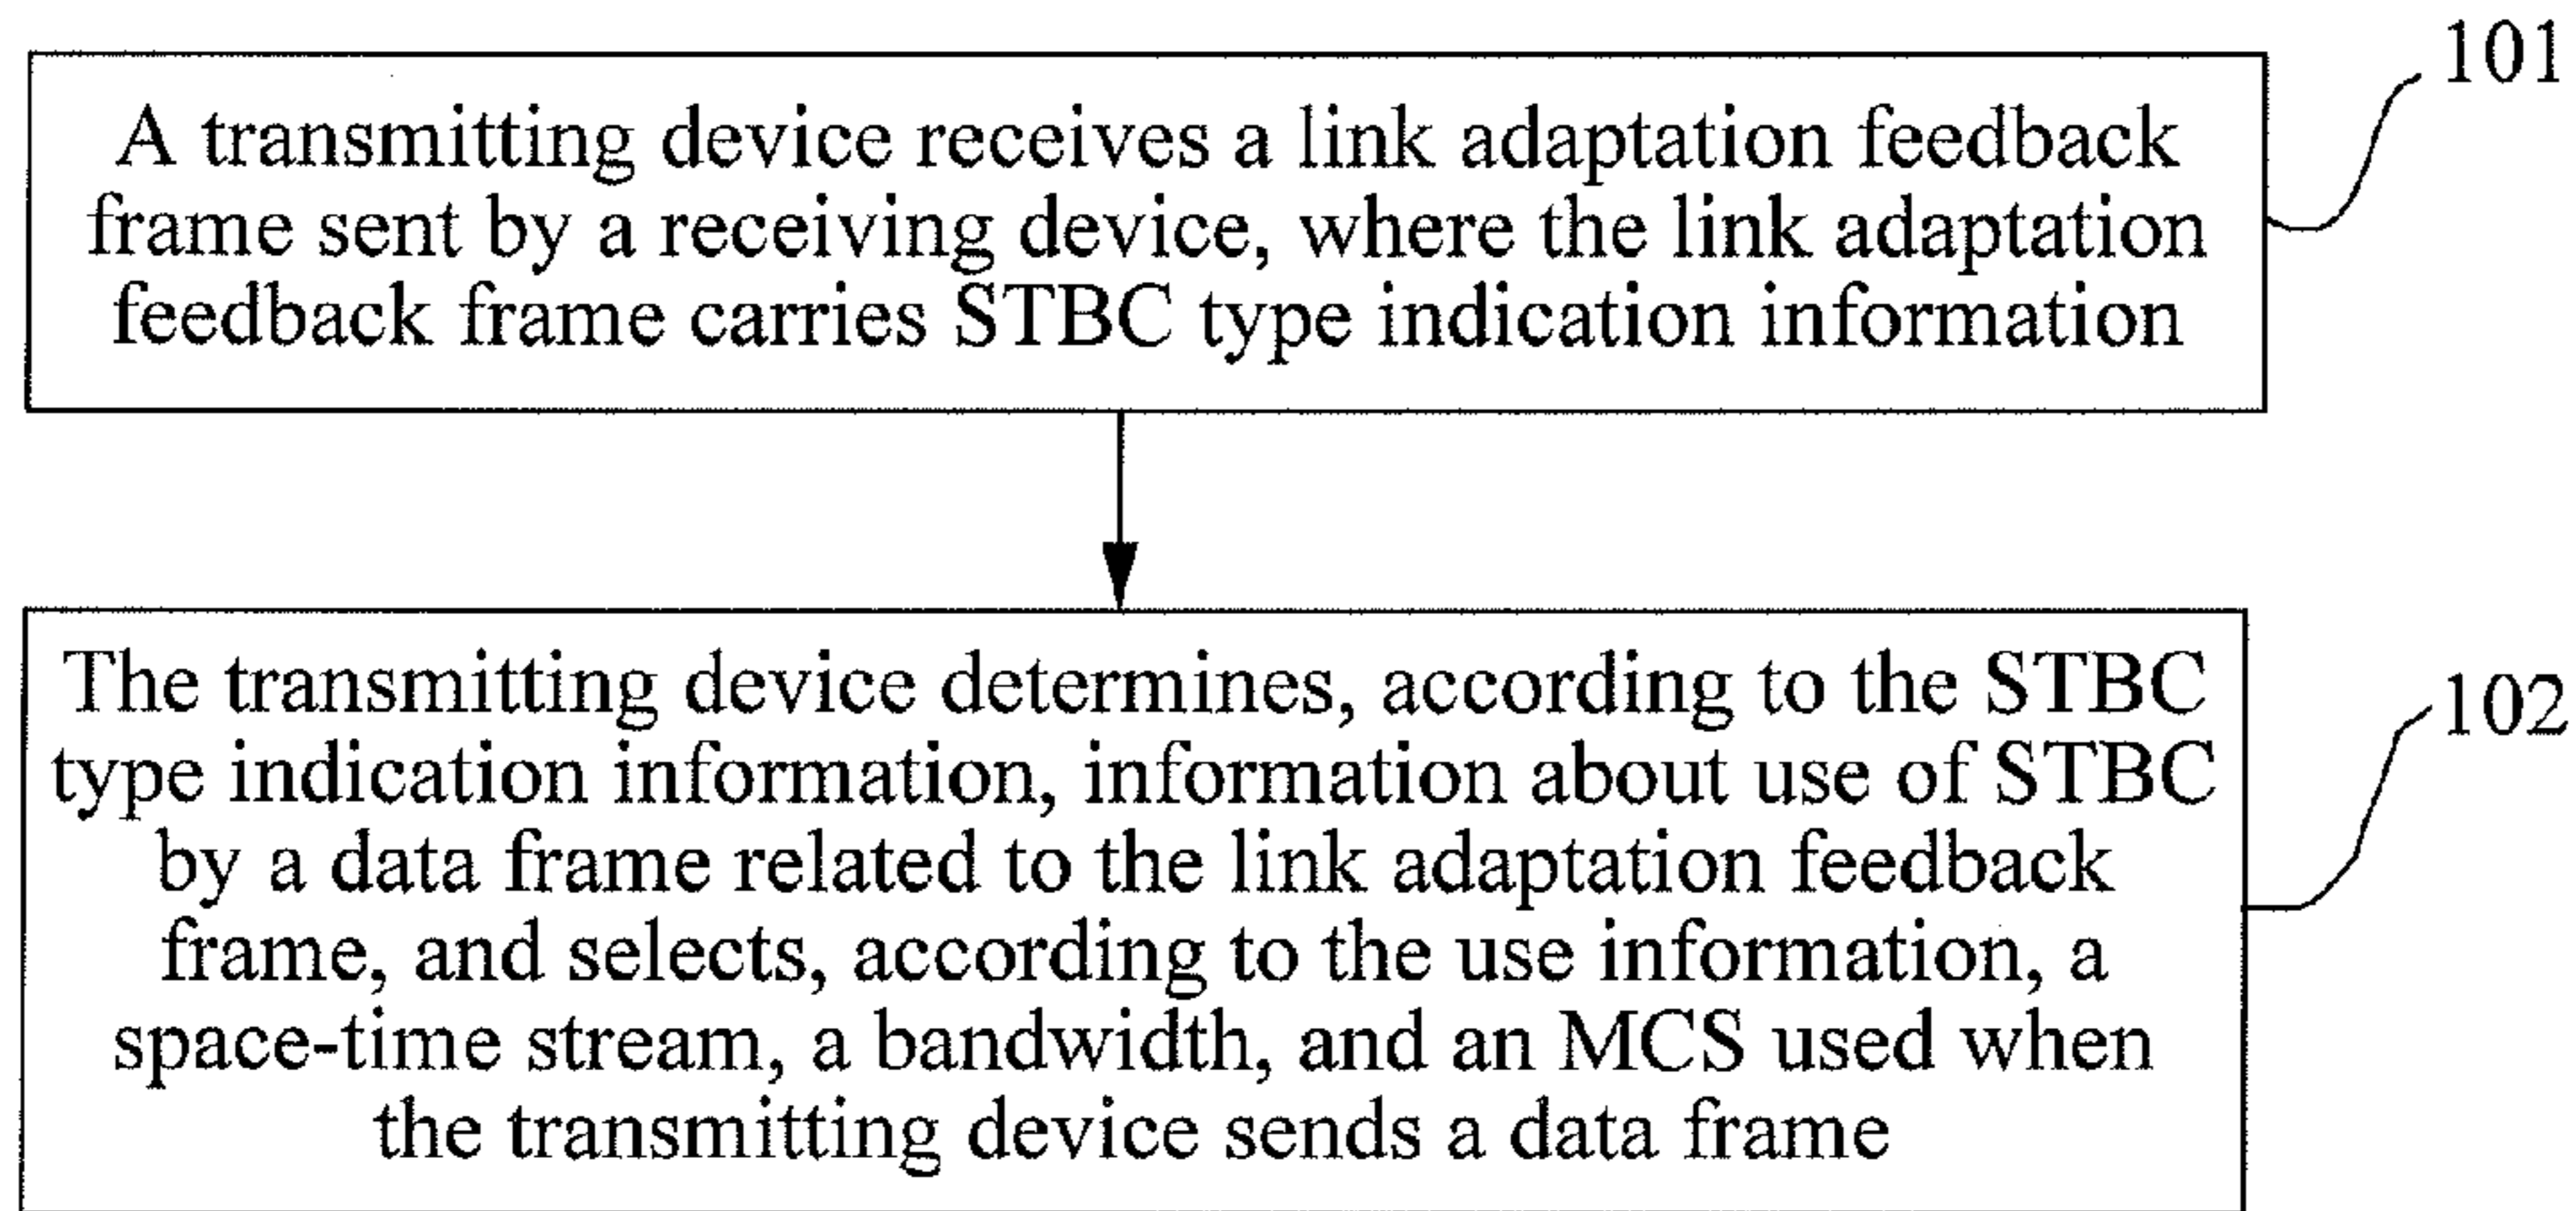 101
A transmitting device receives a link adaptation feedback
frame sent by a receiving device, where the link adaptation
feedback frame carries STBC type indication information
102
The transmitting device determines, according to the STBC
type indication information, information about use of STBC
by a data frame related to the link adaptation feedback
frame, and selects, according to the use information, a
space-time stream, a bandwidth, and an MCS used when
the transmitting device sends a data frame